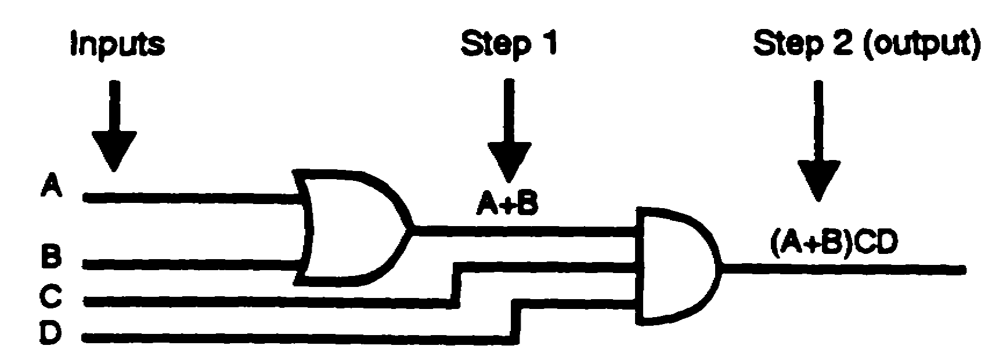 Inputs
Step 1
Step 2 (output)
A
A+B
(A+B)CD
B
C
D